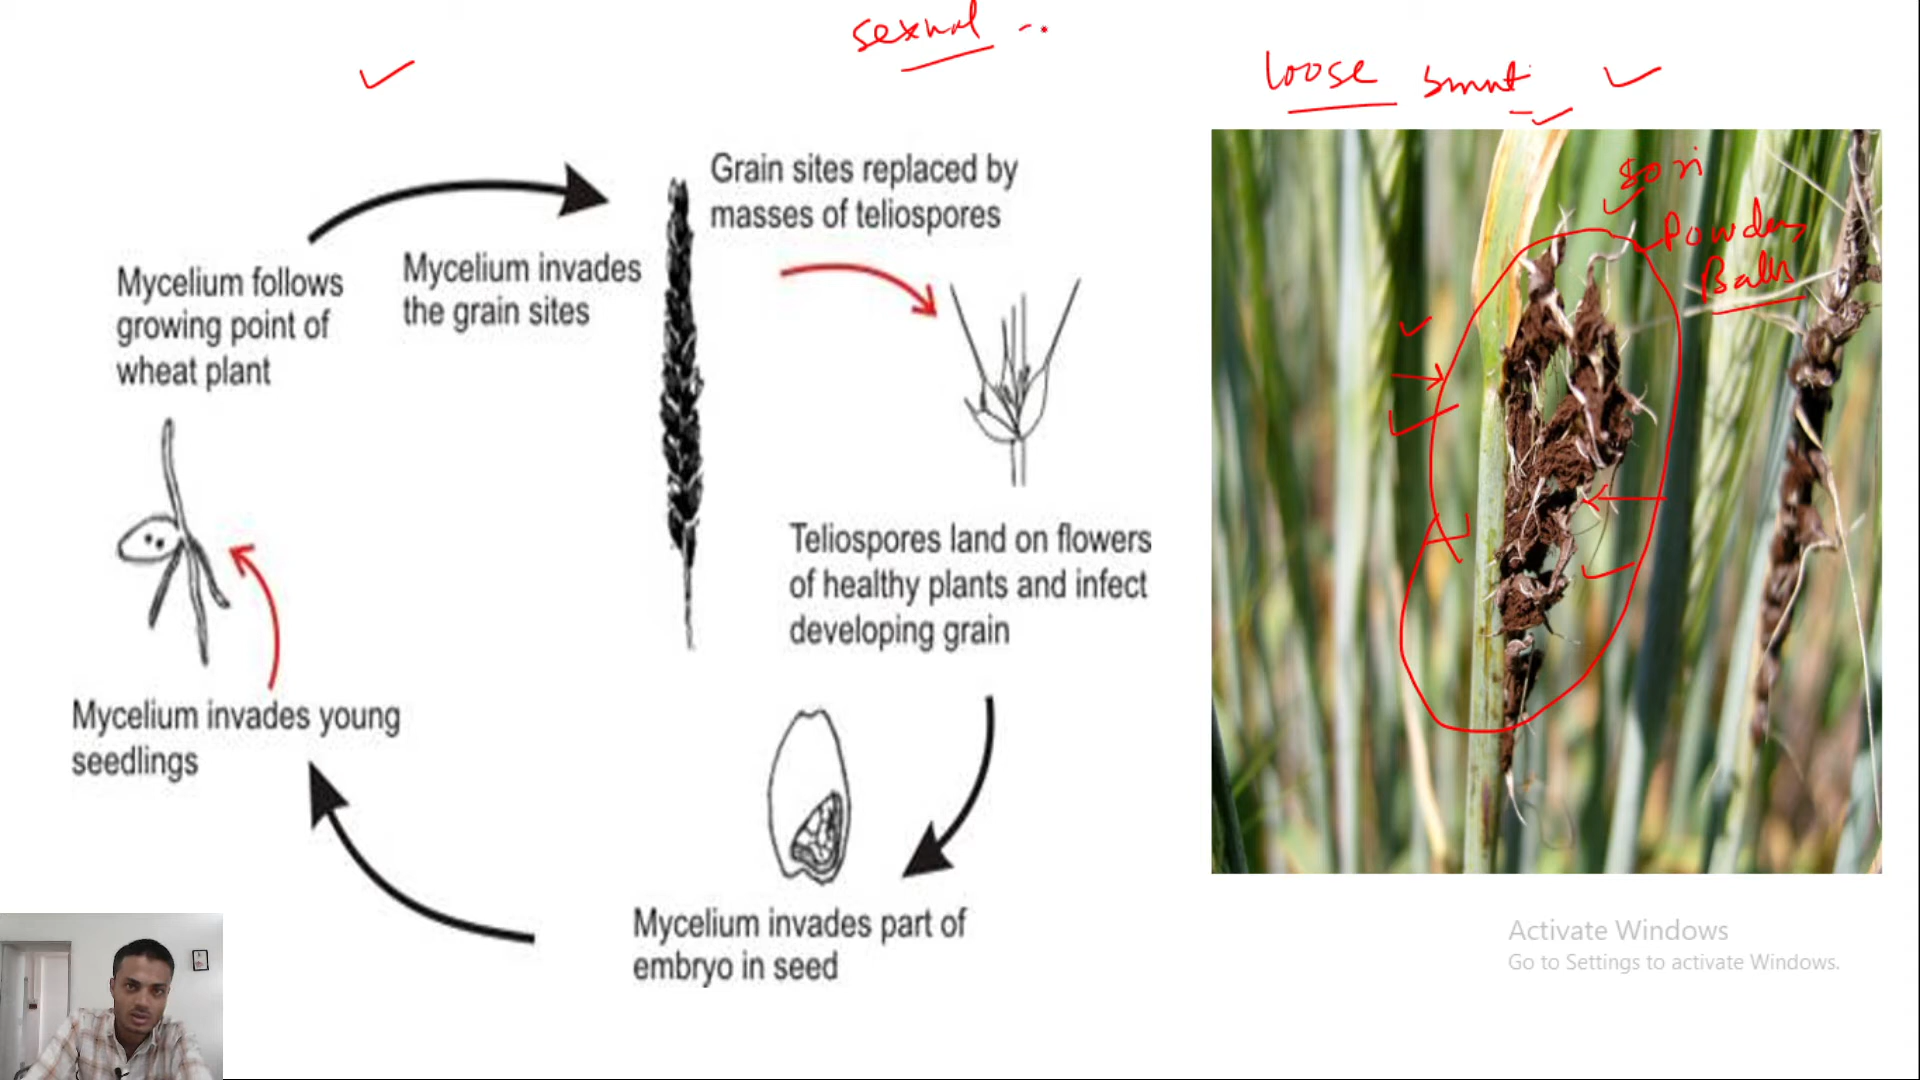 sexual
loose smut
Grain sites replaced by
masses of teliospores
Mycelium follows
growing point of
wheat plant
Mycelium invades
the grain sites
Sori
Powdery
Balls
Teliospores land on flowers
of healthy plants and infect
developing grain
Mycelium invades young
seedlings
Mycelium invades part of
embryo in seed
Activate Windows
Go to Settings to activate Windows.